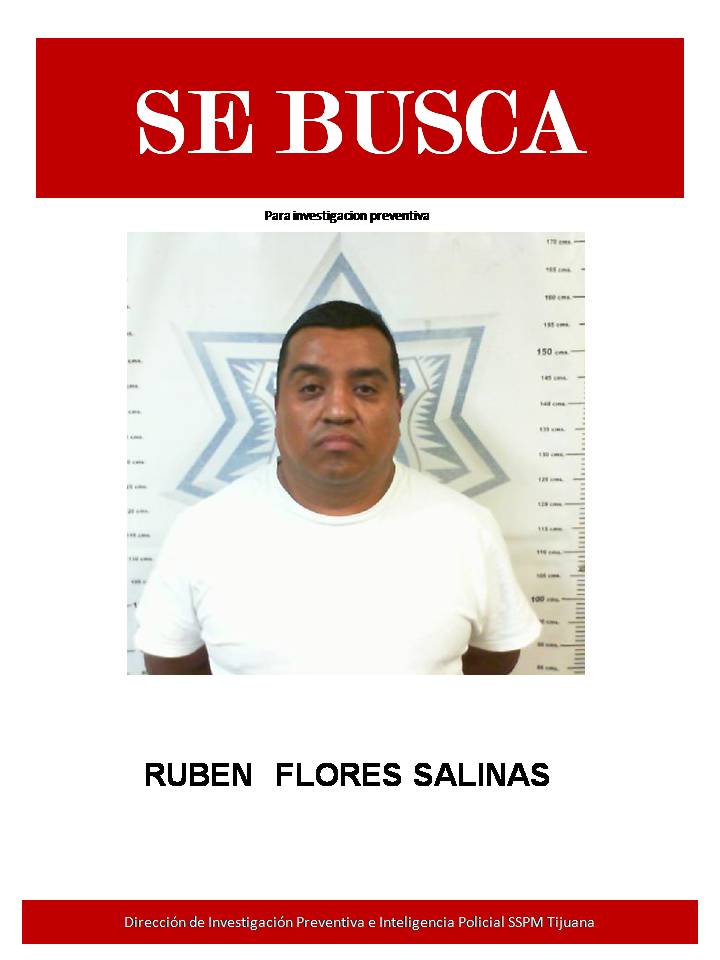 SE BUSCA
Para investigacion preventiva
170 cms.
165 cms.
160 cms.
155 cms.
150 cms.
145 cms.
140 cms.
135 cms.
130 cms.
125 cms.
120 cms.
115 cms.
110 cms.
105 cms.
100 cms.
RUBEN FLORES SALINAS
Dirección de Investigación Preventiva e Inteligencia Policial SSPM Tijuana